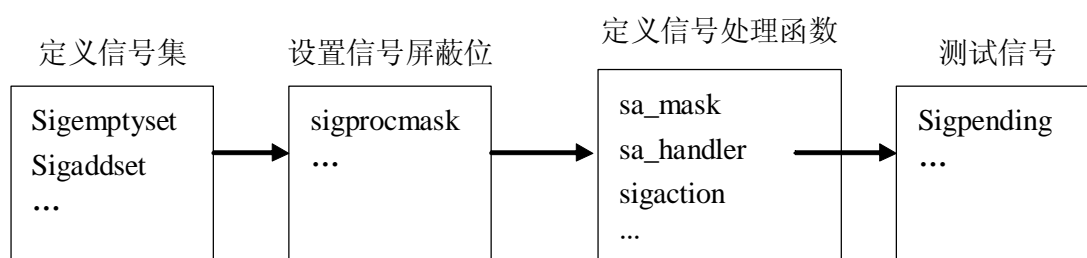 定义信号集
Sigemptyset
Sigaddset
...
设置信号屏蔽位
sigprocmask
...
定义信号处理函数
sa_mask
sa_handler
sigaction
...
测试信号
Sigpending
...